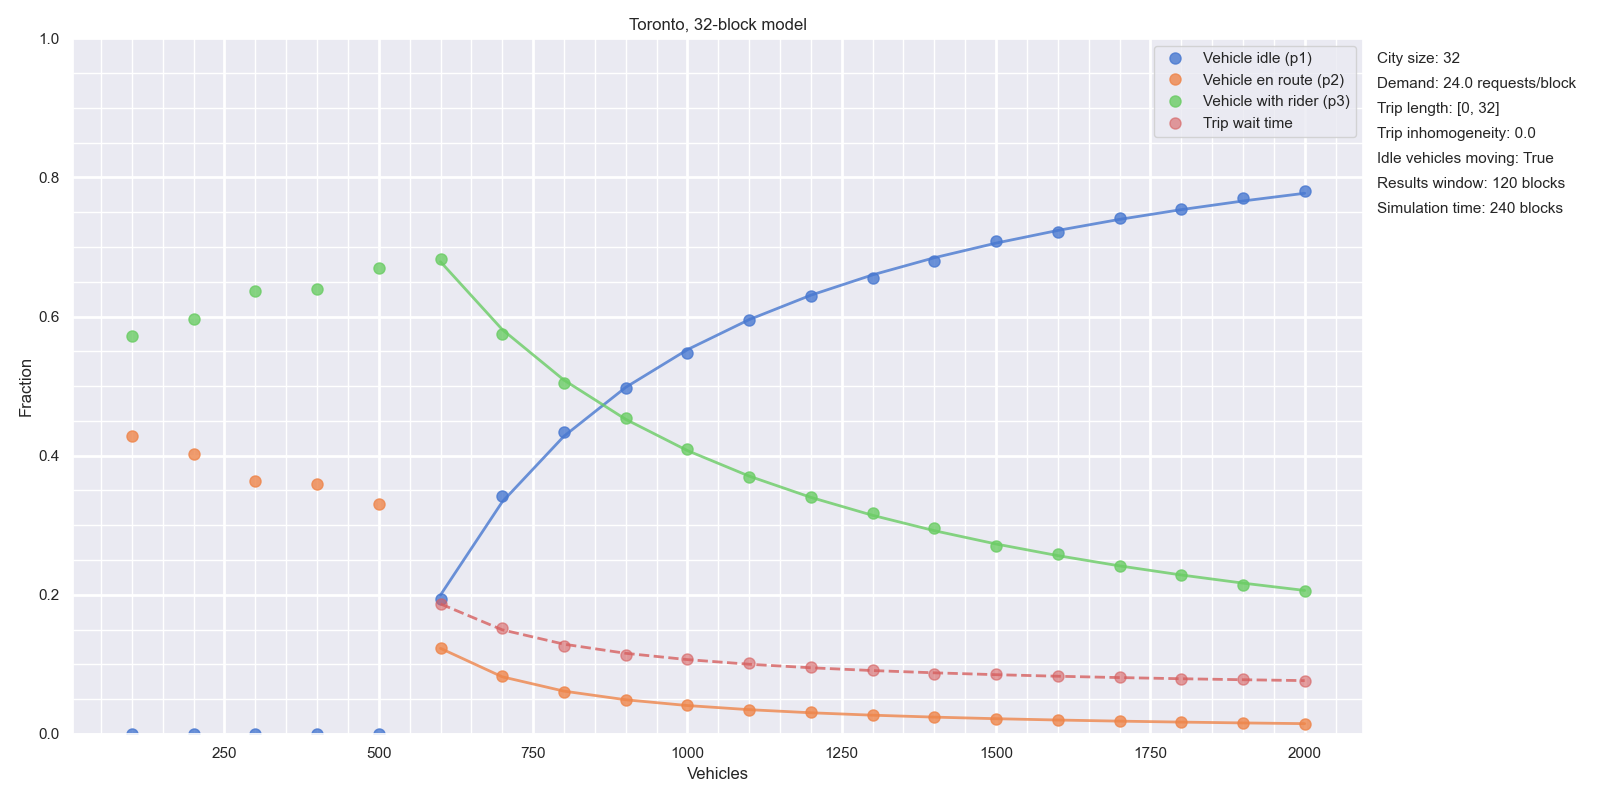 Toronto, 32-block model
1.0
0.8
0.6
0.4
0.2
0.0
Fraction
250
500
750
1000
1250
1500
1750
2000
Vehicles
Vehicle idle (p1)
Vehicle en route (p2)
Vehicle with rider (p3)
Trip wait time
City size: 32
Demand: 24.0 requests/block
Trip length: [0, 32]
Trip inhomogeneity: 0.0
Idle vehicles moving: True
Results window: 120 blocks
Simulation time: 240 blocks